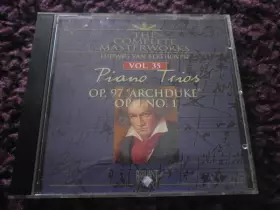 THE
COMPLETE
MASTERWORKS
LUDWIG VAN BEETHOVEN
VOL. 35
Piano Trios
OP. 97 "ARCHDUKE"
OP. 1 NO. 1